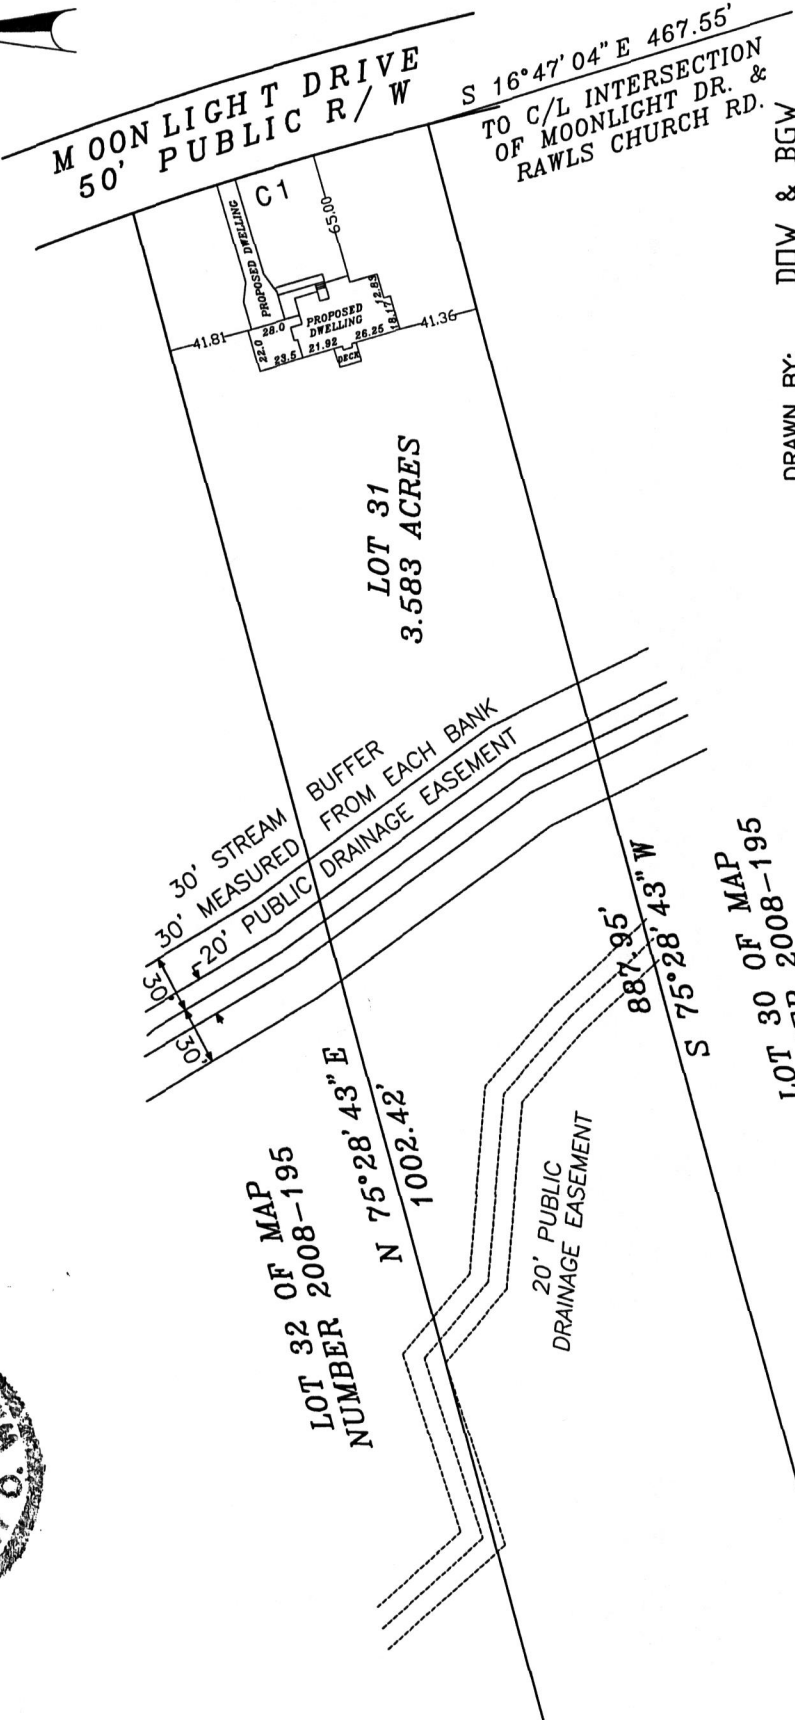 MOONLIGHT DRIVE
50' PUBLIC R/W
S 16°47'04" E 467.55'
TO C/L INTERSECTION
OF MOONLIGHT DR. &
RAWLS CHURCH RD.
DRAWN BY: DDW & BGW
C1
PROPOSED DWELLING
65.00
PROPOSED
DWELLING
12.83
18.17
28.0
22.0
23.5
21.92
26.25
DECK
41.81
41.36
LOT 31
3.583 ACRES
30' STREAM BUFFER
30' MEASURED FROM EACH BANK
20' PUBLIC DRAINAGE EASEMENT
30'
30'
887.95'
S 75°28'43" W
LOT 30 OF MAP
2008-195
N 75°28'43" E
1002.42'
LOT 32 OF MAP
NUMBER 2008-195
20' PUBLIC
DRAINAGE EASEMENT
O.